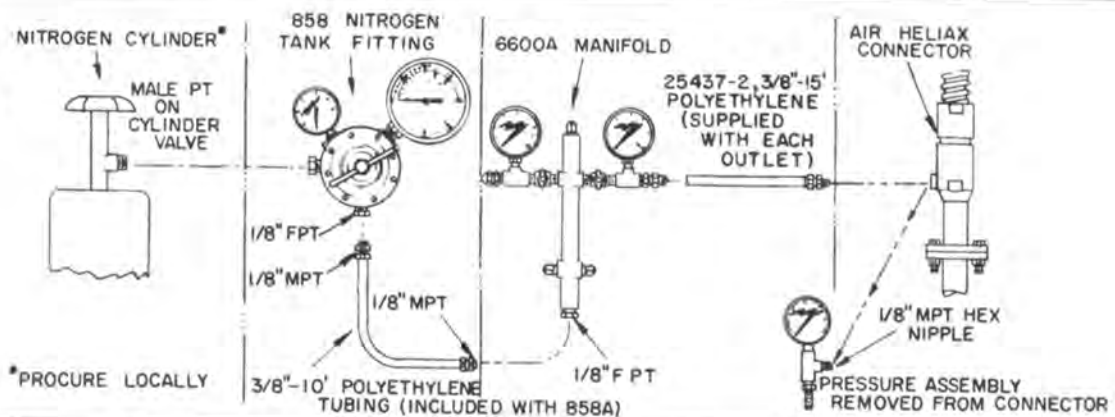 NITROGEN CYLINDER*
MALE PT
ON
CYLINDER
VALVE
*PROCURE LOCALLY
858 NITROGEN
TANK FITTING
1/8" FPT
1/8" MPT
1/8" MPT
3/8"-10' POLYETHYLENE
TUBING (INCLUDED WITH 858A)
6600A MANIFOLD
25437-2, 3/8"-15'
POLYETHYLENE
(SUPPLIED
WITH EACH
OUTLET)
1/8" F PT
AIR HELIAX
CONNECTOR
1/8" MPT HEX
NIPPLE
PRESSURE ASSEMBLY
REMOVED FROM CONNECTOR